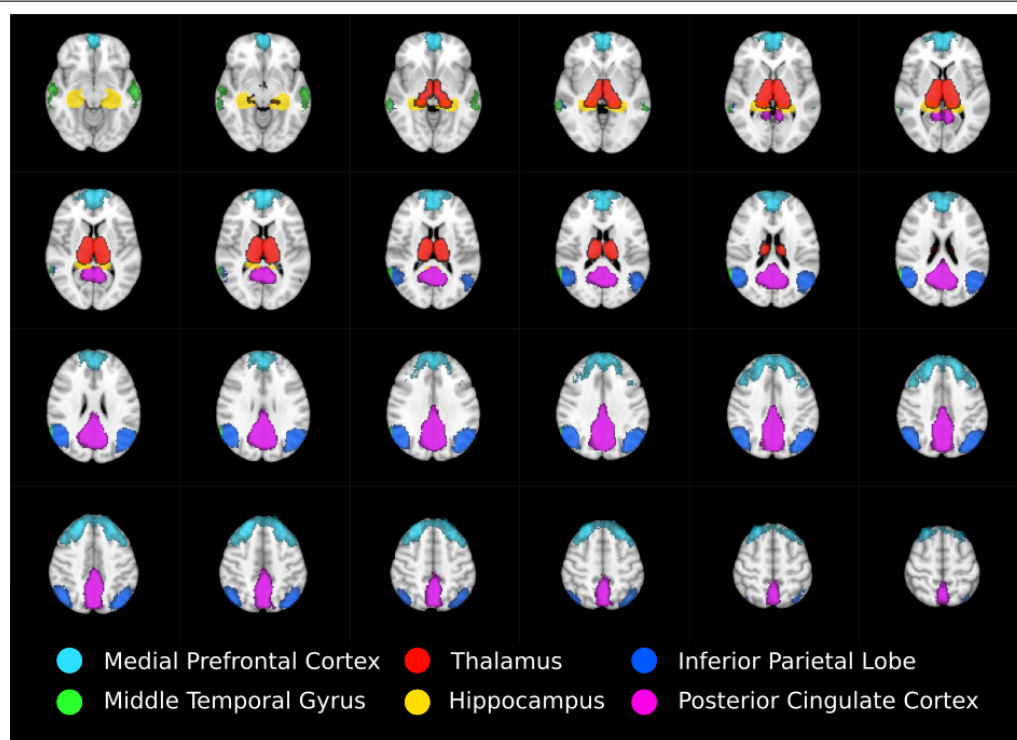 Medial Prefrontal Cortex Thalamus Inferior Parietal Lobe
Middle Temporal Gyrus Hippocampus Posterior Cingulate Cortex